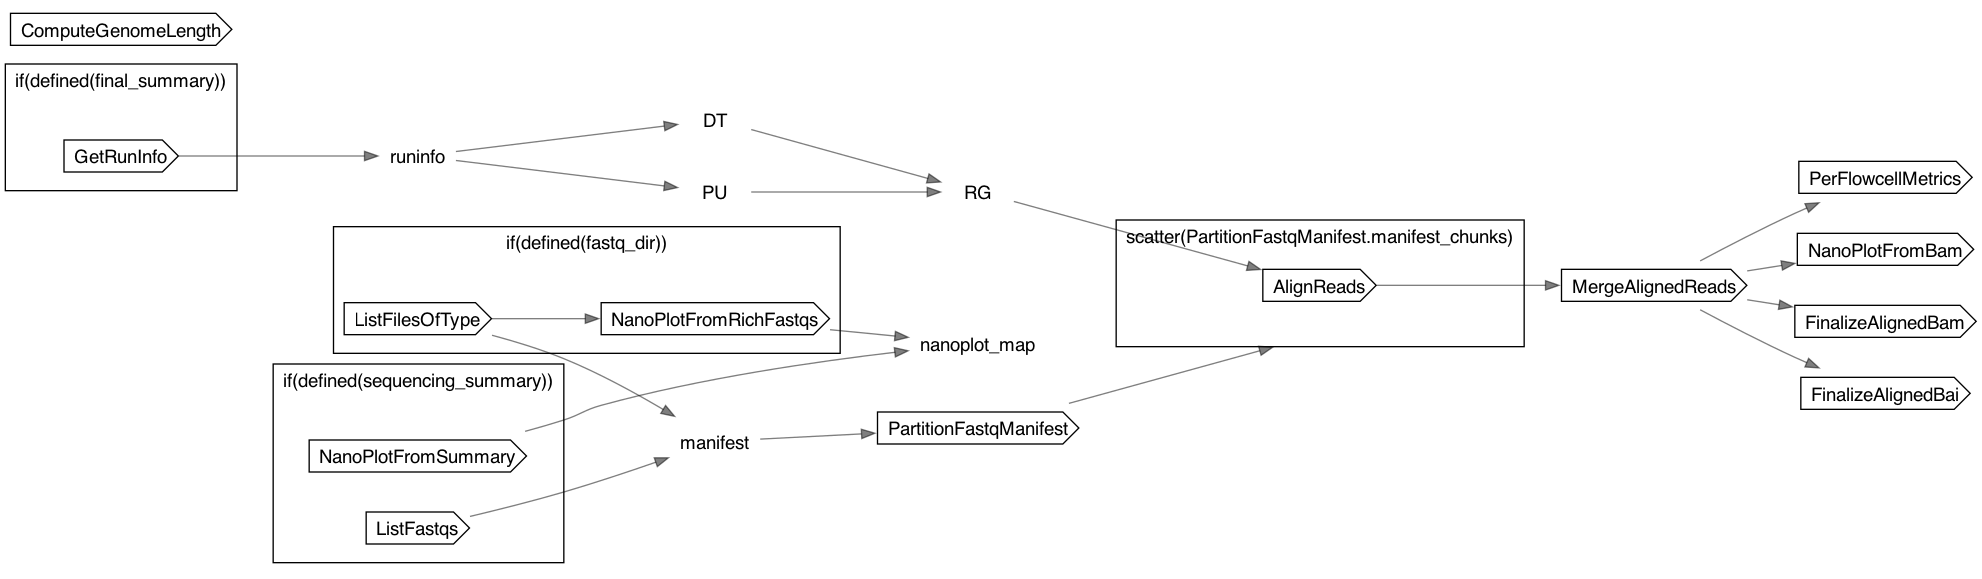 ComputeGenomeLength
if(defined(final_summary))
GetRunInfo
runinfo
DT
PU
RG
if(defined(fastq_dir))
ListFilesOfType
NanoPlotFromRichFastqs
nanoplot_map
if(defined(sequencing_summary))
NanoPlotFromSummary
ListFastqs
manifest
PartitionFastqManifest
scatter(PartitionFastqManifest.manifest_chunks)
AlignReads
MergeAlignedReads
PerFlowcellMetrics
NanoPlotFromBam
FinalizeAlignedBam
FinalizeAlignedBai